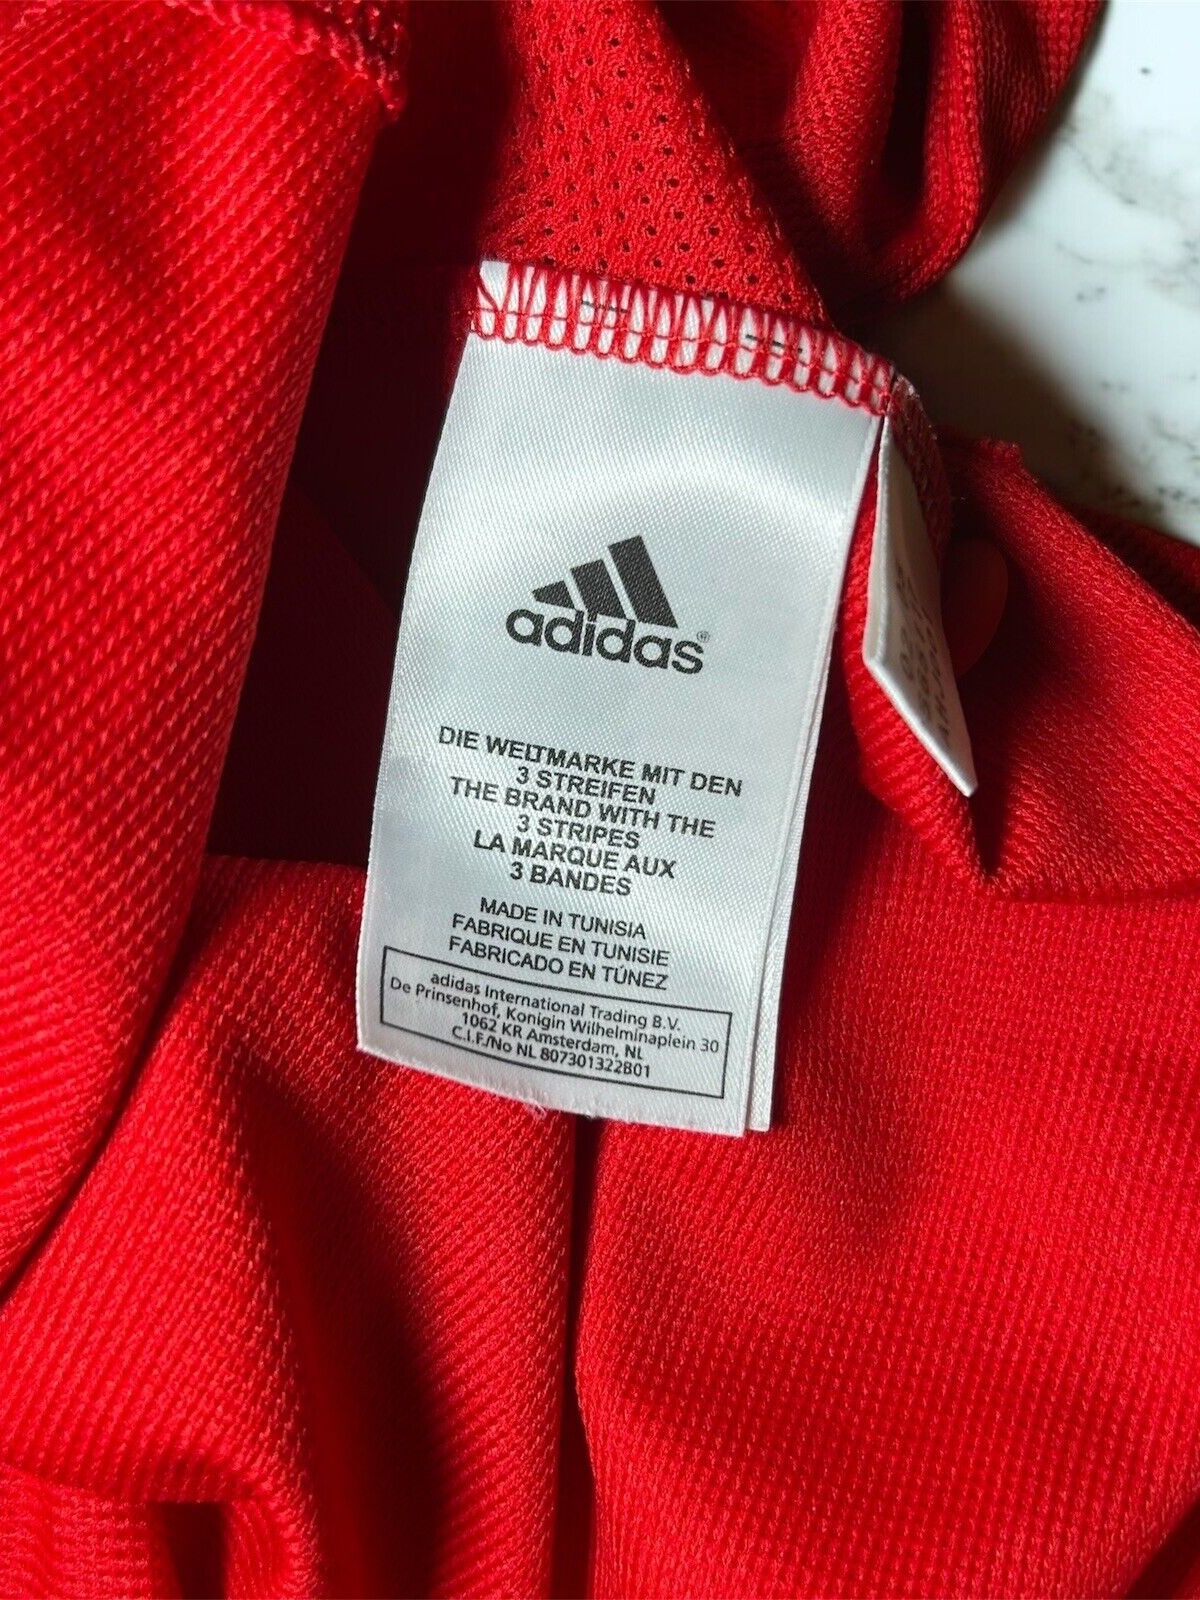 adidas®
DIE WELTMARKE MIT DEN
3 STREIFEN
THE BRAND WITH THE
3 STRIPES
LA MARQUE AUX
3 BANDES
MADE IN TUNISIA
FABRIQUE EN TUNISIE
FABRICADO EN TÚNEZ
adidas International Trading B.V.
De Prinsenhof, Konigin Wilhelminaplein 30
1062 KR Amsterdam, NL
C.I.F./No NL 807301322B01